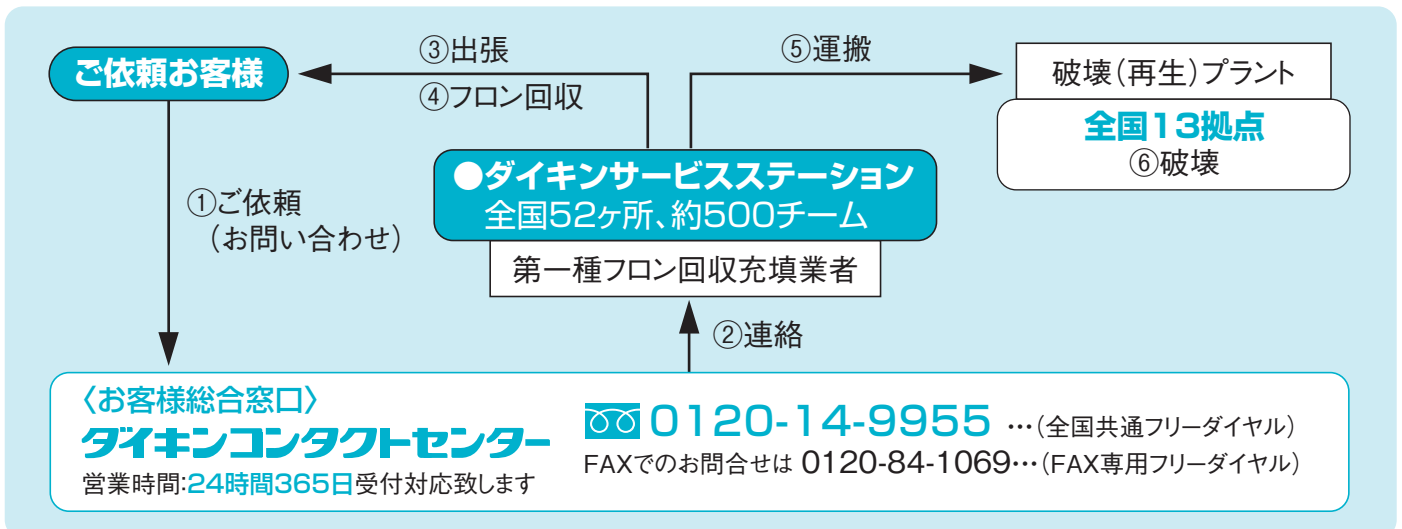 ご依頼お客様
③出張
④フロン回収
⑤運搬
破壊(再生)プラント
全国13拠点
⑥破壊
●ダイキンサービスステーション
全国52ヶ所、約500チーム
第一種フロン回収充填業者
①ご依頼
(お問い合わせ)
②連絡
〈お客様総合窓口〉
ダイキンコンタクトセンター
営業時間:24時間365日受付対応致します
0120-14-9955 …(全国共通フリーダイヤル)
FAXでのお問合せは 0120-84-1069…(FAX専用フリーダイヤル)